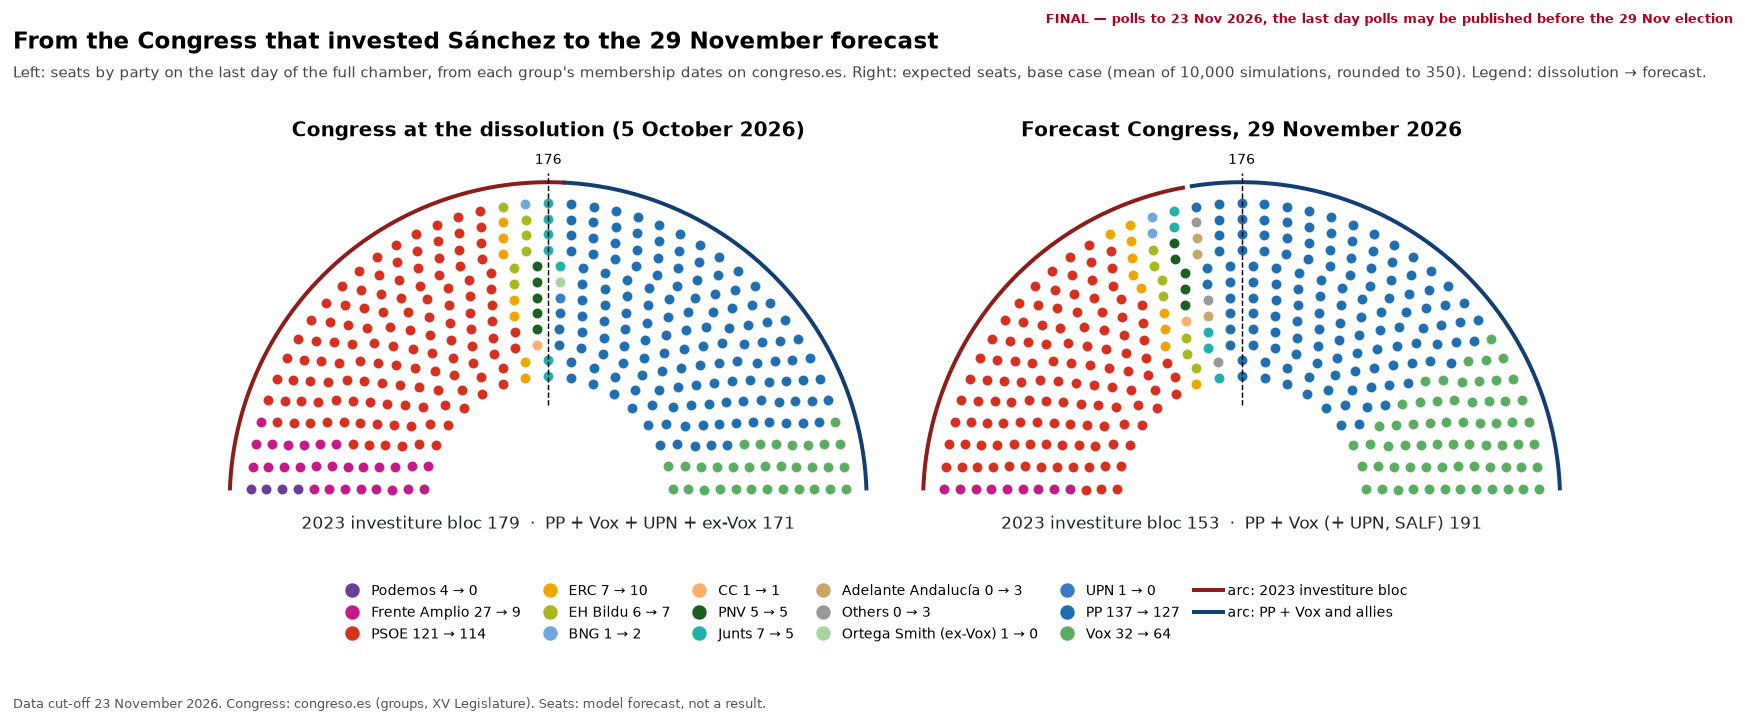 FINAL — polls to 23 Nov 2026, the last day polls may be published before the 29 Nov election
From the Congress that invested Sánchez to the 29 November forecast
Left: seats by party on the last day of the full chamber, from each group's membership dates on congreso.es. Right: expected seats, base case (mean of 10,000 simulations, rounded to 350). Legend: dissolution → forecast.
Congress at the dissolution (5 October 2026)
176
2023 investiture bloc 179 · PP + Vox + UPN + ex-Vox 171
Forecast Congress, 29 November 2026
176
2023 investiture bloc 153 · PP + Vox (+ UPN, SALF) 191
Podemos 4 → 0
Frente Amplio 27 → 9
PSOE 121 → 114
ERC 7 → 10
EH Bildu 6 → 7
BNG 1 → 2
CC 1 → 1
PNV 5 → 5
Junts 7 → 5
Adelante Andalucía 0 → 3
Others 0 → 3
Ortega Smith (ex-Vox) 1 → 0
UPN 1 → 0
PP 137 → 127
Vox 32 → 64
arc: 2023 investiture bloc
arc: PP + Vox and allies
Data cut-off 23 November 2026. Congress: congreso.es (groups, XV Legislature). Seats: model forecast, not a result.